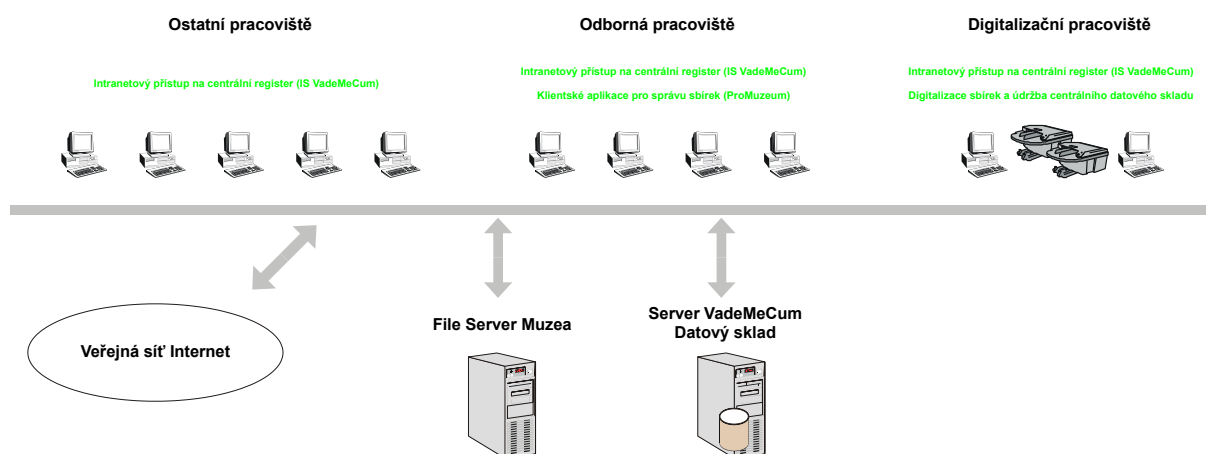 Ostatní pracoviště
Odborná pracoviště
Digitalizační pracoviště
Intranetový přístup na centrální register (IS VadeMeCum)
Intranetový přístup na centrální register (IS VadeMeCum)
Klientské aplikace pro správu sbírek (ProMuzeum)
Intranetový přístup na centrální register (IS VadeMeCum)
Digitalizace sbírek a údržba centrálního datového skladu
Veřejná síť Internet
File Server Muzea
Server VadeMeCum
Datový sklad